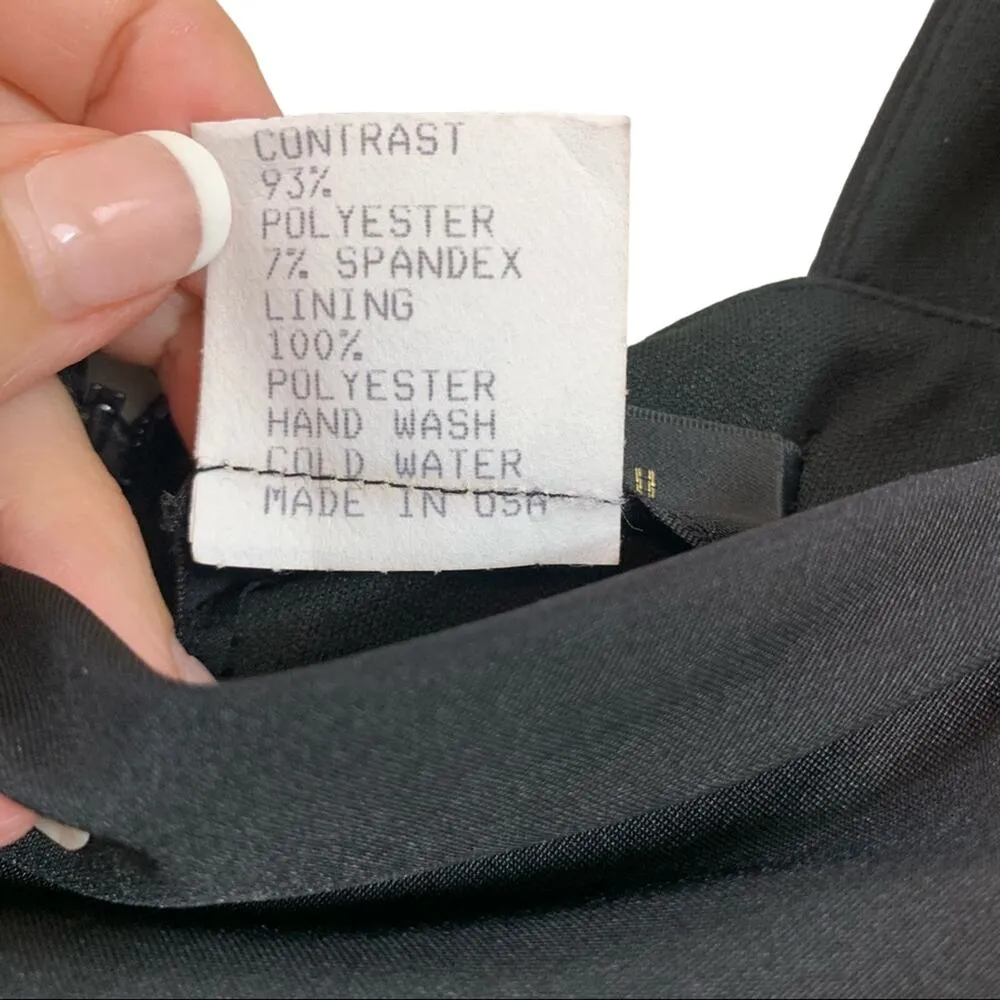 CONTRAST
93%
POLYESTER
7% SPANDEX
LINING
100%
POLYESTER
HAND WASH
COLD WATER
MADE IN USA